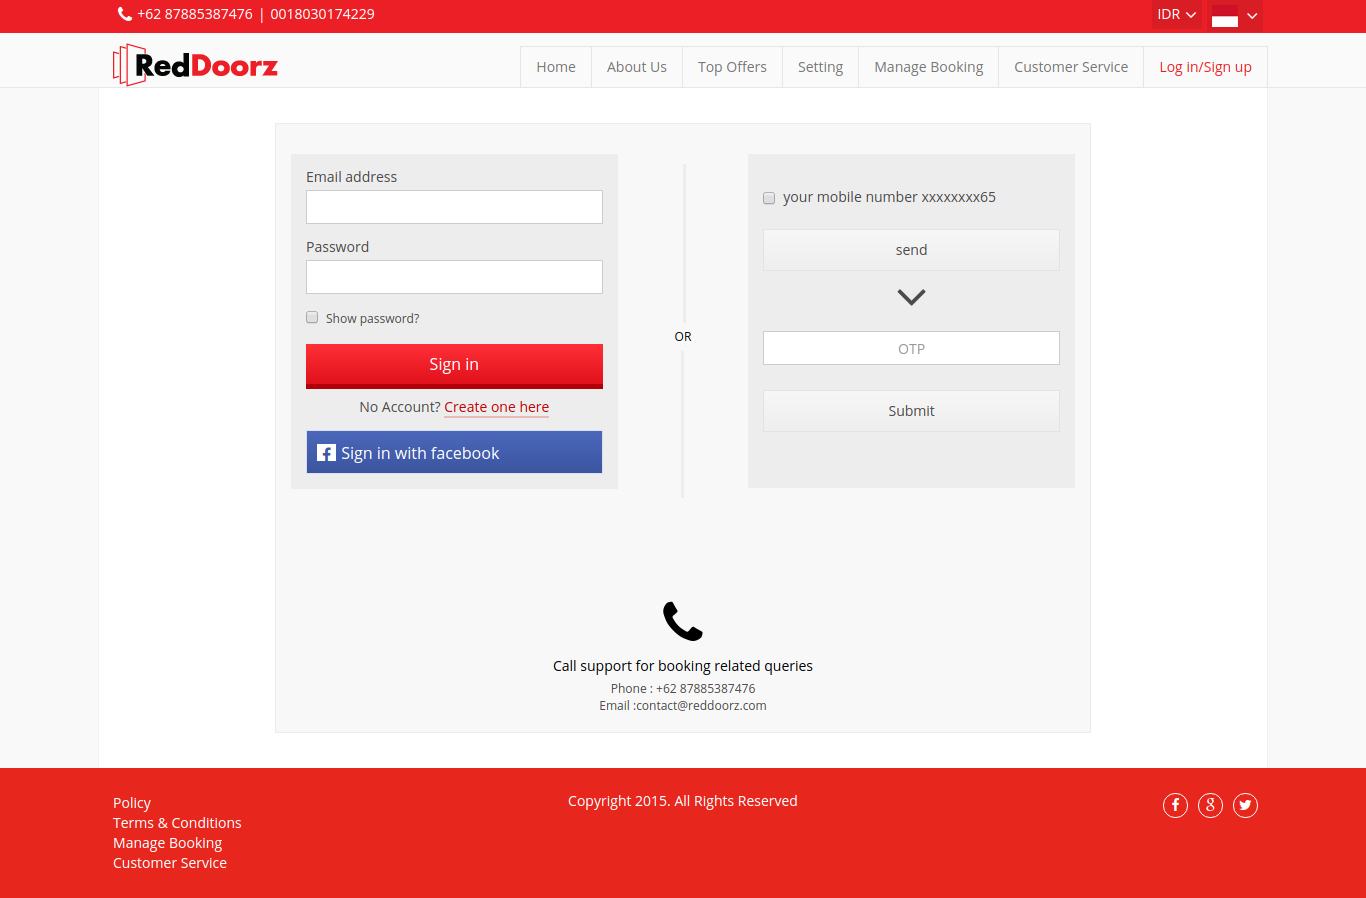 +62 87885387476 | 0018030174229
IDR
RedDoorz
Home
About Us
Top Offers
Setting
Manage Booking
Customer Service
Log in/Sign up
Email address
Password
Show password?
Sign in
No Account? Create one here
Sign in with facebook
OR
your mobile number xxxxxxxx65
send
OTP
Submit
Call support for booking related queries
Phone : +62 87885387476
Email :contact@reddoorz.com
Policy
Terms & Conditions
Manage Booking
Customer Service
Copyright 2015. All Rights Reserved